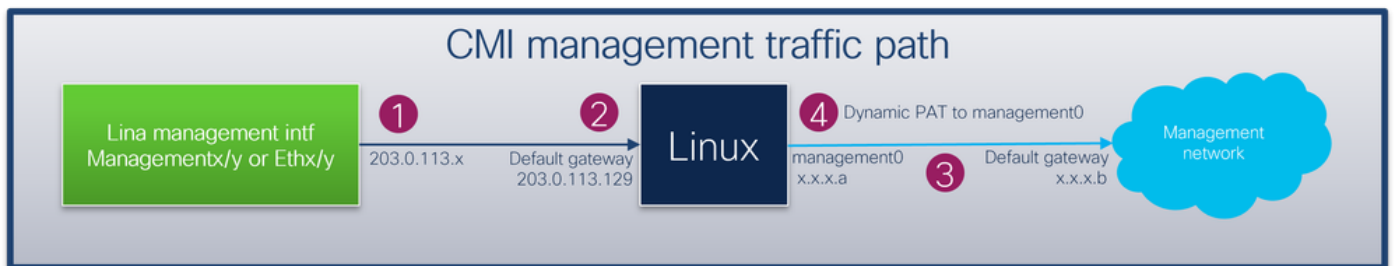 CMI management traffic path
Lina management intf
Managementx/y or Ethx/y
1
203.0.113.x
2
Default gateway
203.0.113.129
Linux
4
Dynamic PAT to management0
management0
x.x.x.a
3
Default gateway
x.x.x.b
Management
network